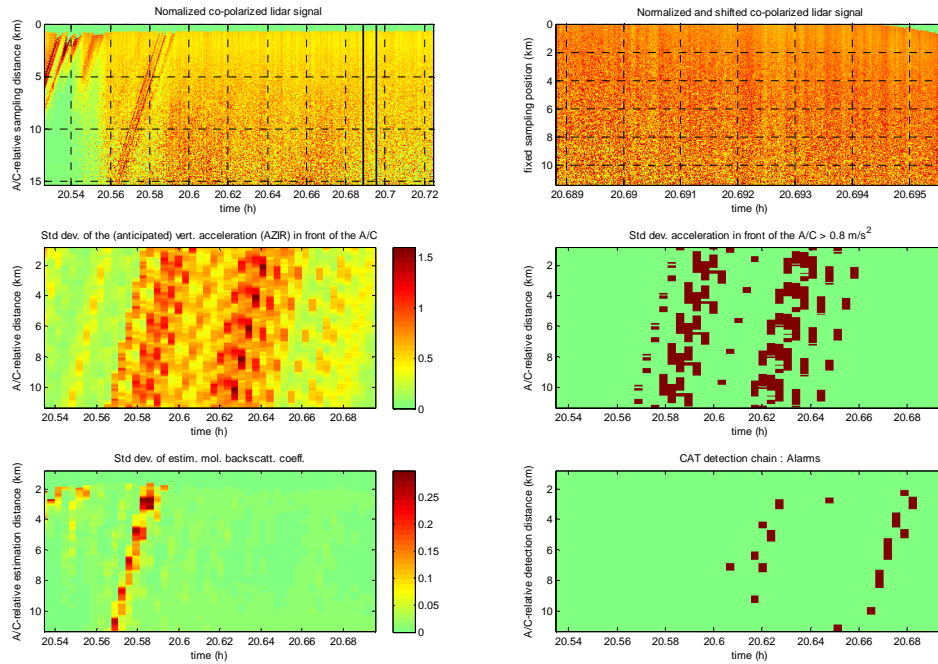 Nomalized co-polarized lidar signal
A/C-relative sampling distance (km)
0
5
10
15
20.54 20.56 20.58 20.6 20.62 20.64 20.66 20.68 20.7 20.72
time (h)
Normalized and shifted co-polarized lidar signal
fixed sampling position (km)
0
2
4
6
8
10
20.689 20.69 20.691 20.692 20.693 20.694 20.695
time (h)
Std dev. of the (anticipated) vert. acceleration (AZIR) in front of the A/C
A/C-relative distance (km)
2
4
6
8
10
20.54 20.56 20.58 20.6 20.62 20.64 20.66 20.68
time (h)
1.5
1
0.5
0
Std dev. acceleration in front of the A/C > 0.8 m/s²
A/C-relative distance (km)
2
4
6
8
10
20.54 20.56 20.58 20.6 20.62 20.64 20.66 20.68
time (h)
Std dev. of estim. mol. backscatt. coeff.
A/C-relative estimation distance (km)
2
4
6
8
10
20.54 20.56 20.58 20.6 20.62 20.64 20.66 20.68
time (h)
0.25
0.2
0.15
0.1
0.05
0
CAT detection chain : Alarms
A/C-relative detection distance (km)
2
4
6
8
10
20.54 20.56 20.58 20.6 20.62 20.64 20.66 20.68
time (h)